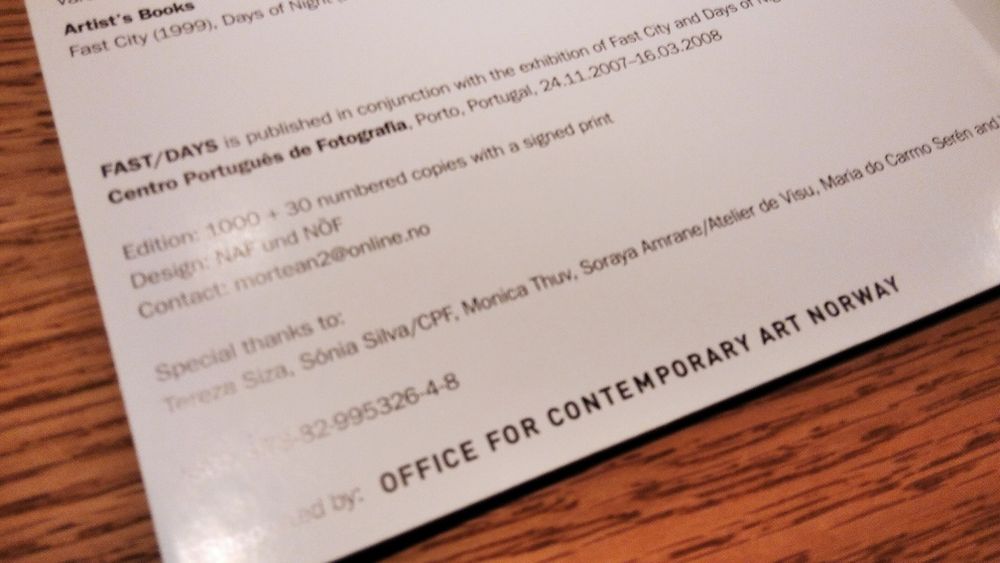 Artist's Books
Fast City (1999), Days of Night
FAST/DAYS is published in conjunction with the exhibition of Fast City and Days of
Centro Português de Fotografia, Porto, Portugal, 24.11.2007–16.03.2008
Edition: 1000 + 30 numbered copies with a signed print
Design: NAF und NÖF
Contact: mortean2@online.no
Special thanks to:
Tereza Siza, Sónia Silva/CPF, Monica Thuv, Soraya Amrane/Atelier de Visu, Maria do Carmo Serén and
82-995326-4-8
by: OFFICE FOR CONTEMPORARY ART NORWAY